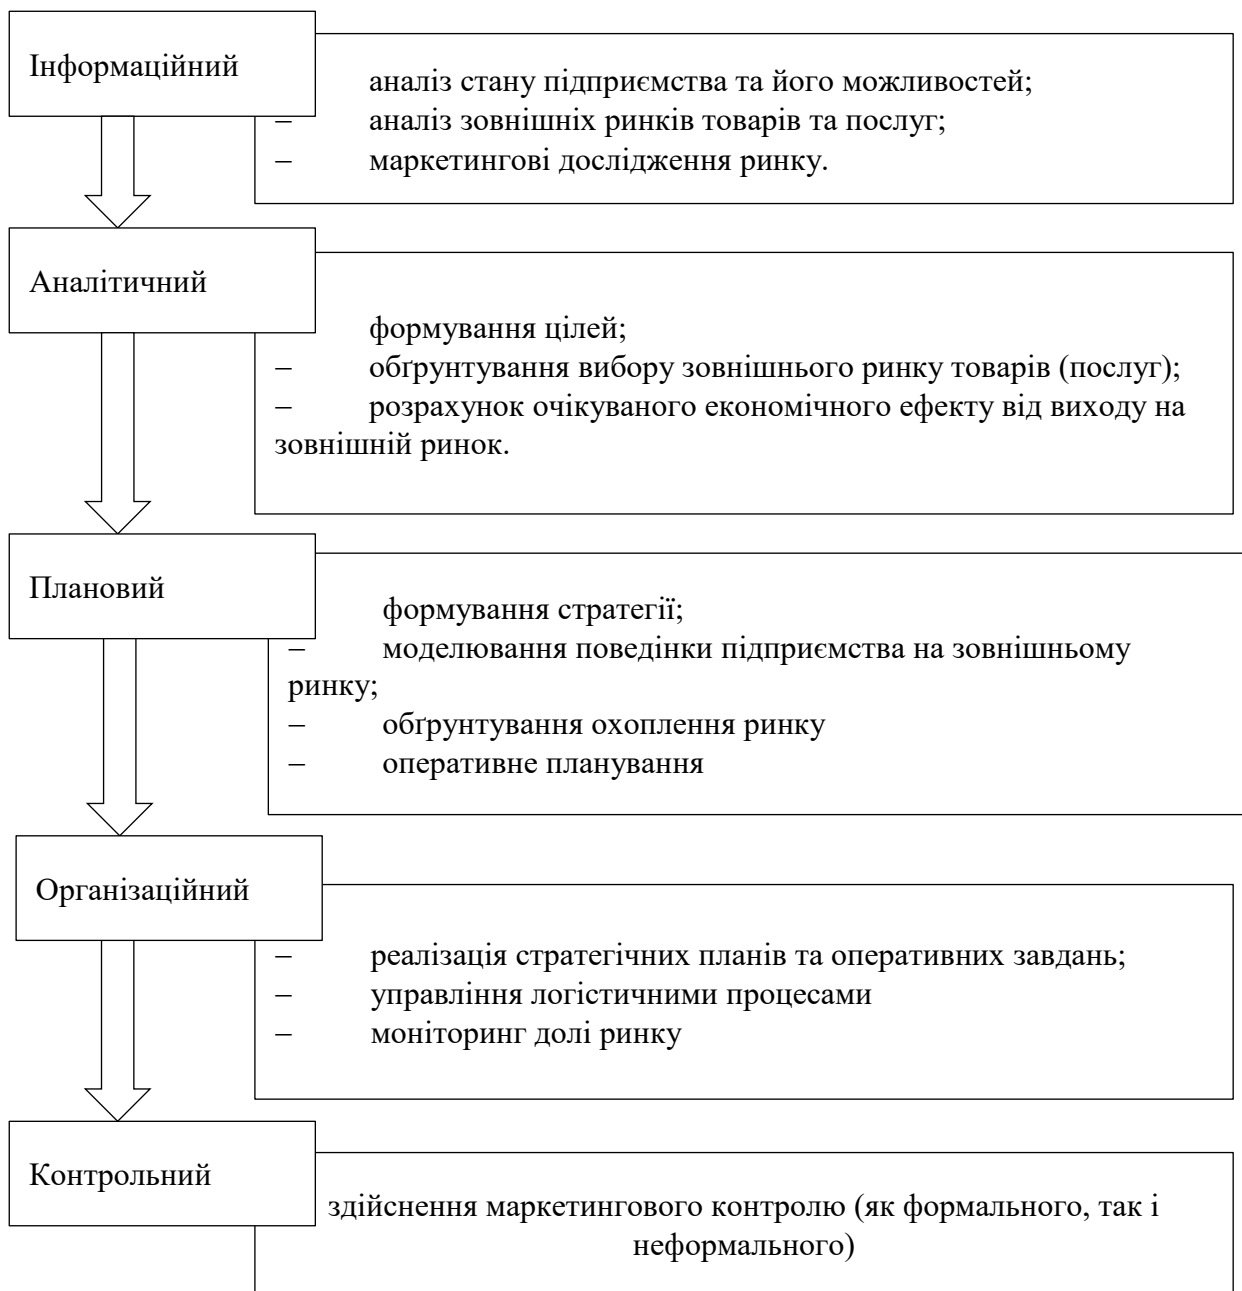 Інформаційний
аналіз стану підприємства та його можливостей;
– аналіз зовнішніх ринків товарів та послуг;
– маркетингові дослідження ринку.
Аналітичний
формування цілей;
– обґрунтування вибору зовнішнього ринку товарів (послуг);
– розрахунок очікуваного економічного ефекту від виходу на
зовнішній ринок.
Плановий
формування стратегії;
– моделювання поведінки підприємства на зовнішньому
ринку;
– обґрунтування охоплення ринку
– оперативне планування
Організаційний
– реалізація стратегічних планів та оперативних завдань;
– управління логістичними процесами
– моніторинг долі ринку
Контрольний
здійснення маркетингового контролю (як формального, так і
неформального)